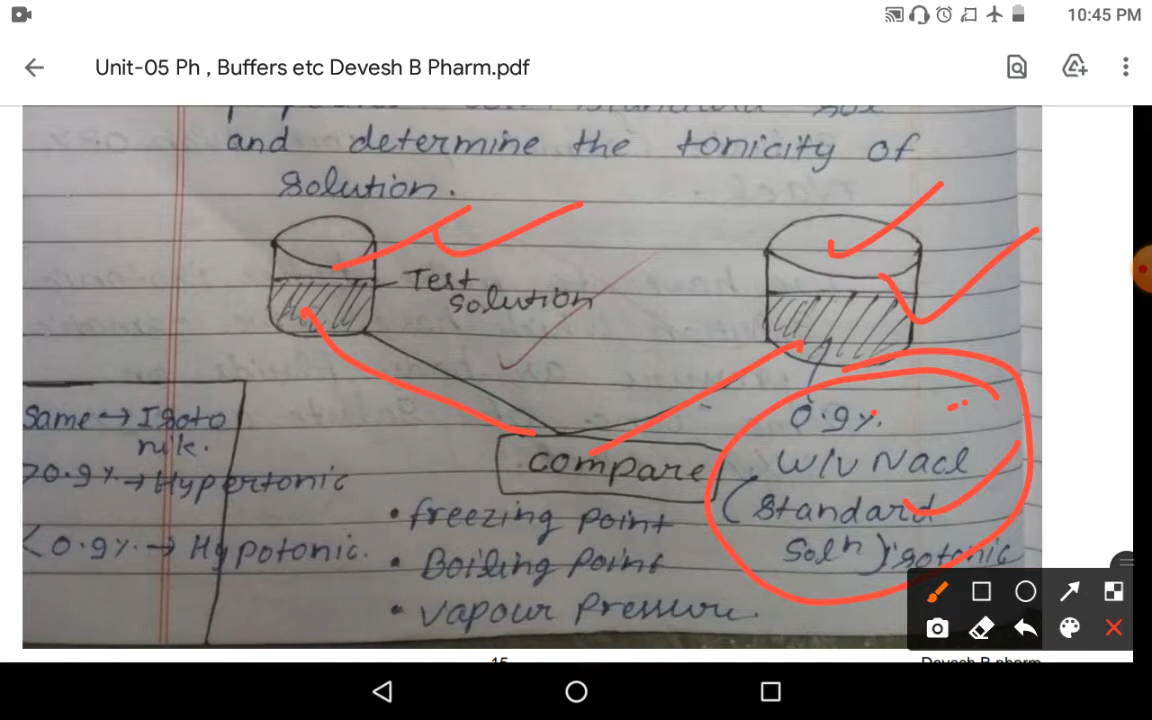 10:45 PM
Unit-05 Ph , Buffers etc Devesh B Pharm.pdf
and determine the tonicity of
solution.
Test
solution
0.9%
w/v Nacl
(Standard
Soln) isotonic
compare
• freezing point
• Boiling Point
• vapour Pressure
Same ↔ Isoto
nik.
>0.9% → Hypertonic
<0.9% → Hypotonic.
15
Devesh B pharm